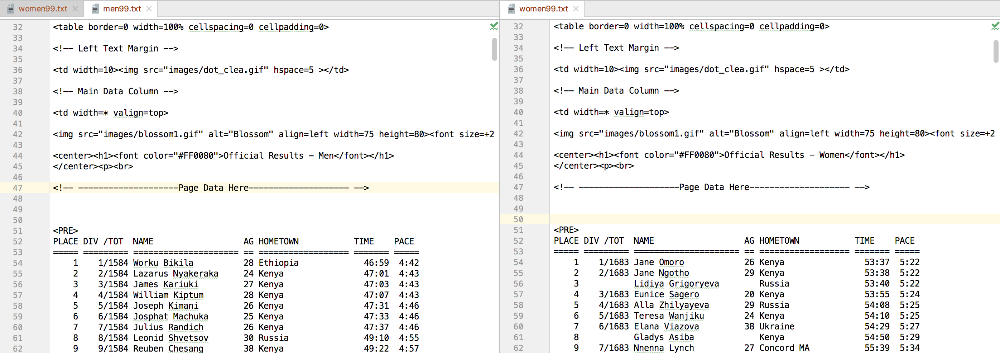 women99.txt men99.txt
32 <table border=0 width=100% cellspacing=0 cellpadding=0>
33
34 <!-- Left Text Margin -->
35
36 <td width=10><img src="images/dot_clea.gif" hspace=5 ></td>
37
38 <!-- Main Data Column -->
39
40 <td width=* valign=top>
41
42 <img src="images/blossom1.gif" alt="Blossom" align=left width=75 height=80><font size=+2
43
44 <center><h1><font color="#FF0080">Official Results - Men</font></h1>
45 </center><p><br>
46
47 <!-- --------------------Page Data Here-------------------- -->
48
49
50
51 <PRE>
52 PLACE DIV /TOT  NAME                  AG HOMETOWN           TIME    PACE
53 ===== ========= ===================== == ================== ======= =====
54     1    1/1584 Worku Bikila          28 Ethiopia             46:59  4:42
55     2    2/1584 Lazarus Nyakeraka     24 Kenya                47:01  4:43
56     3    3/1584 James Kariuki         27 Kenya                47:03  4:43
57     4    4/1584 William Kiptum        28 Kenya                47:07  4:43
58     5    5/1584 Joseph Kimani         26 Kenya                47:31  4:46
59     6    6/1584 Josphat Machuka       25 Kenya                47:33  4:46
60     7    7/1584 Julius Randich        26 Kenya                47:37  4:46
61     8    8/1584 Leonid Shvetsov       30 Russia               49:10  4:55
62     9    9/1584 Reuben Chesang        38 Kenya                49:22  4:57
women99.txt
32 <table border=0 width=100% cellspacing=0 cellpadding=0>
33
34 <!-- Left Text Margin -->
35
36 <td width=10><img src="images/dot_clea.gif" hspace=5 ></td>
37
38 <!-- Main Data Column -->
39
40 <td width=* valign=top>
41
42 <img src="images/blossom1.gif" alt="Blossom" align=left width=75 height=80><font size=+2
43
44 <center><h1><font color="#FF0080">Official Results - Women</font></h1>
45 </center><p><br>
46
47 <!-- --------------------Page Data Here-------------------- -->
48
49
50
51 <PRE>
52 PLACE DIV /TOT  NAME                  AG HOMETOWN           TIME    PACE
53 ===== ========= ===================== == ================== ======= =====
54     1    1/1683 Jane Omoro            26 Kenya                53:37  5:22
55     2    2/1683 Jane Ngotho           29 Kenya                53:38  5:22
56     3           Lidiya Grigoryeva        Russia               53:40  5:22
57     4    3/1683 Eunice Sagero         20 Kenya                53:55  5:24
58     5    4/1683 Alla Zhilyayeva       29 Russia               54:08  5:25
59     6    5/1683 Teresa Wanjiku        24 Kenya                54:10  5:25
60     7    6/1683 Elana Viazova         38 Ukraine              54:29  5:27
61     8           Gladys Asiba             Kenya                54:50  5:29
62     9    7/1683 Nnenna Lynch          27 Concord MA           55:39  5:34